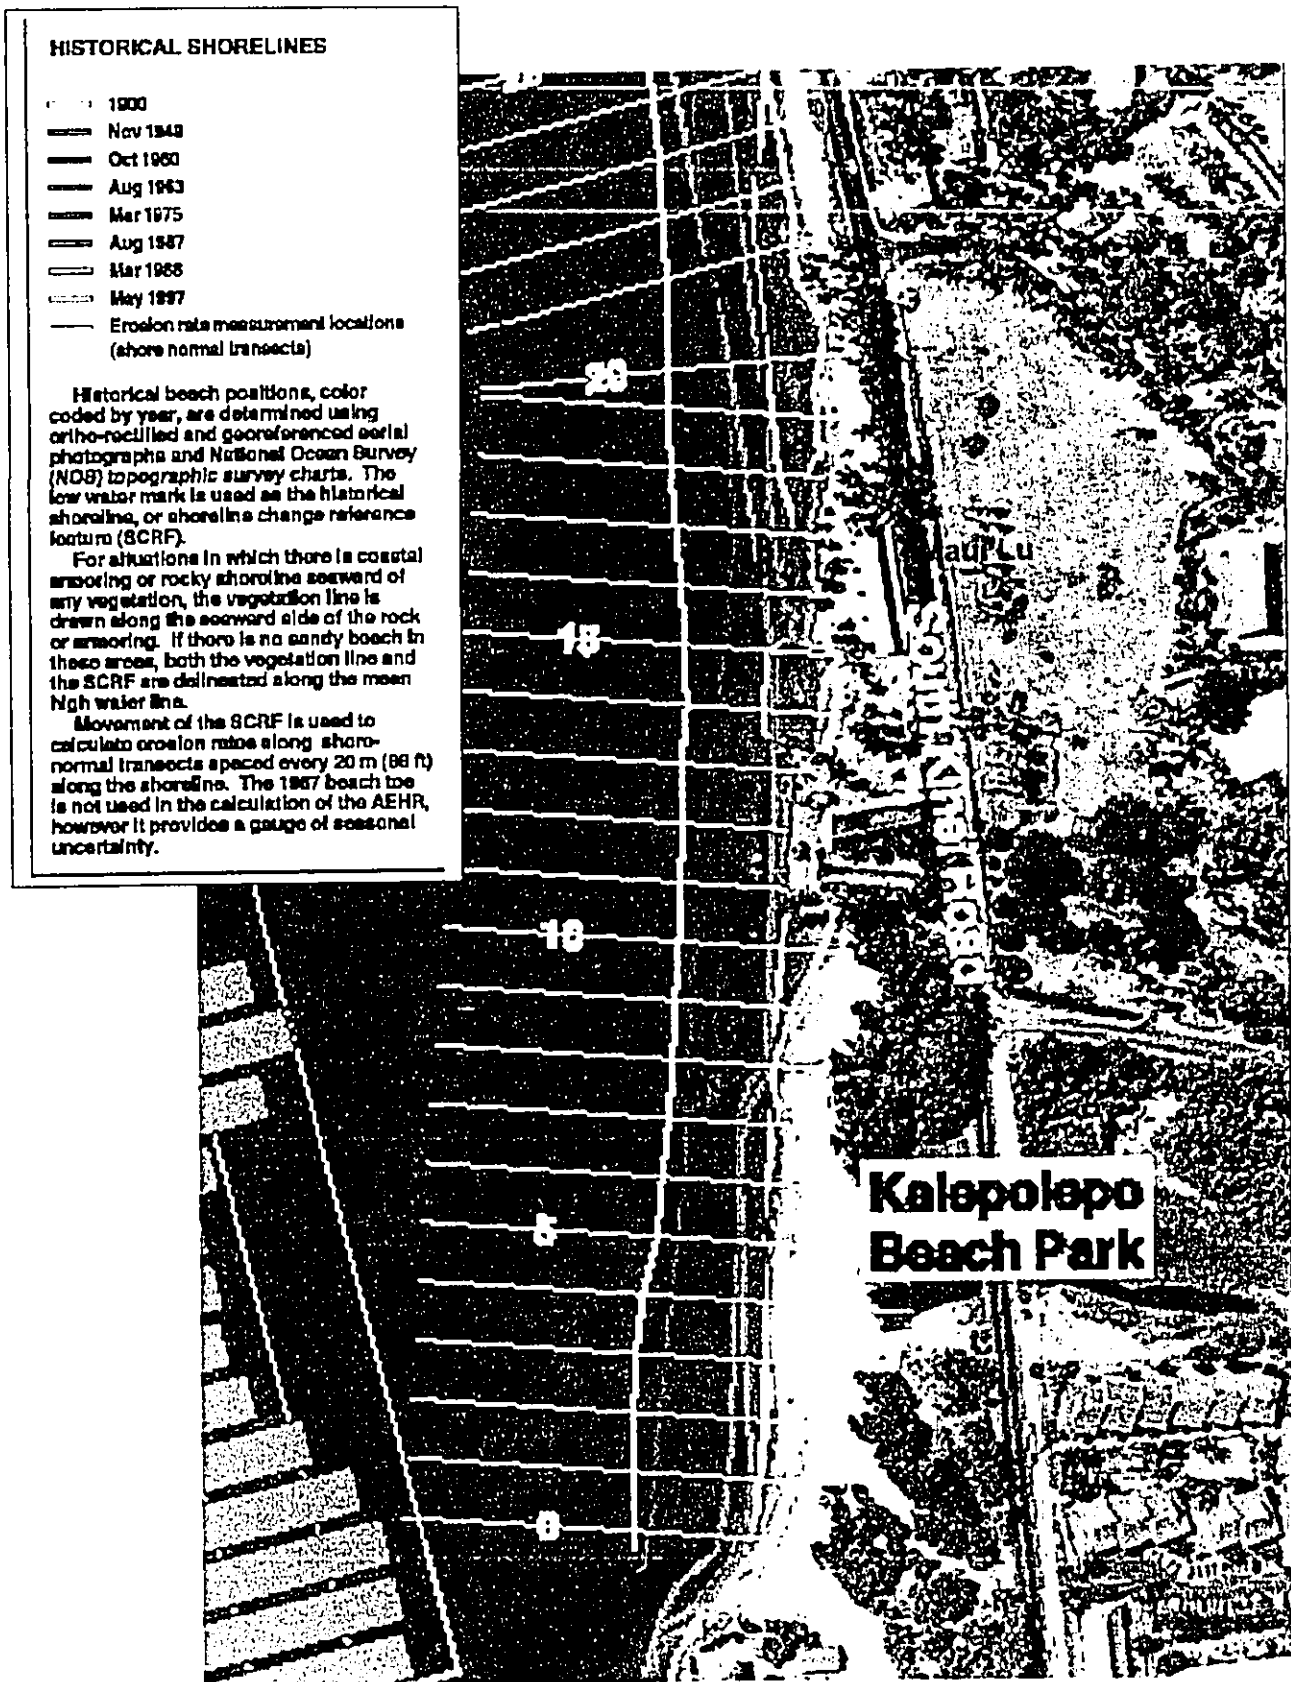 HISTORICAL SHORELINES
1900
Nov 1949
Oct 1960
Aug 1963
Mar 1975
Aug 1987
Mar 1988
May 1997
Erosion rate measurement locations
(shore normal transects)
Historical beach positions, color
coded by year, are determined using
ortho-rectified and georeferenced aerial
photographs and National Ocean Survey
(NOS) topographic survey charts. The
low water mark is used as the historical
shoreline, or shoreline change reference
feature (SCRF).
For situations in which there is coastal
armoring or rocky shoreline seaward of
any vegetation, the vegetation line is
drawn along the seaward side of the rock
or armoring. If there is no sandy beach in
these areas, both the vegetation line and
the SCRF are delineated along the mean
high water line.
Movement of the SCRF is used to
calculate erosion rates along shore-
normal transects spaced every 20 m (66 ft)
along the shoreline. The 1987 beach toe
is not used in the calculation of the AEHR,
however it provides a gauge of seasonal
uncertainty.
20
15
South Kihei Road
10
5
Kalepolepo
Beach Park
0